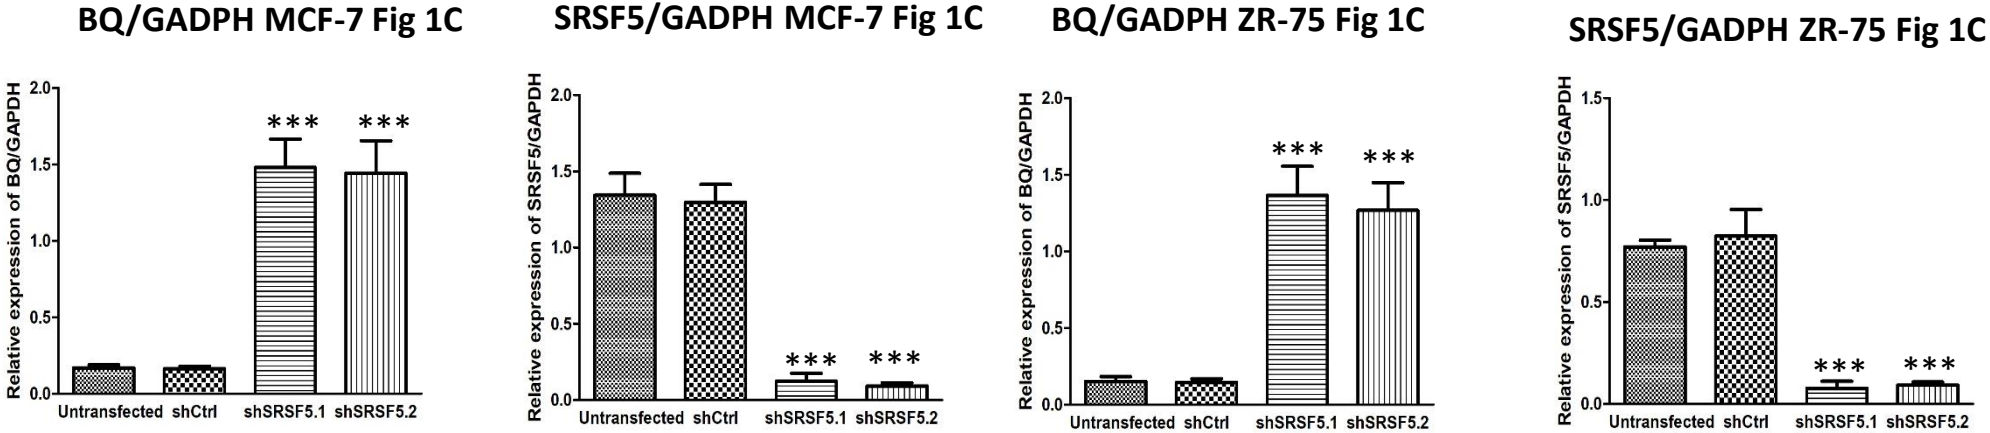 BQ/GADPH MCF-7 Fig 1C
Relative expression of BQ/GAPDH
2.0
1.5
1.0
0.5
0.0
***
***
Untransfected shCtrl shSRSF5.1 shSRSF5.2
SRSF5/GADPH MCF-7 Fig 1C
Relative expression of SRSF5/GAPDH
2.0
1.5
1.0
0.5
0.0
***
***
Untransfected shCtrl shSRSF5.1 shSRSF5.2
BQ/GADPH ZR-75 Fig 1C
Relative expression of BQ/GAPDH
2.0
1.5
1.0
0.5
0.0
***
***
Untransfected shCtrl shSRSF5.1 shSRSF5.2
SRSF5/GADPH ZR-75 Fig 1C
Relative expression of SRSF5/GAPDH
1.5
1.0
0.5
0.0
***
***
Untransfected shCtrl shSRSF5.1 shSRSF5.2